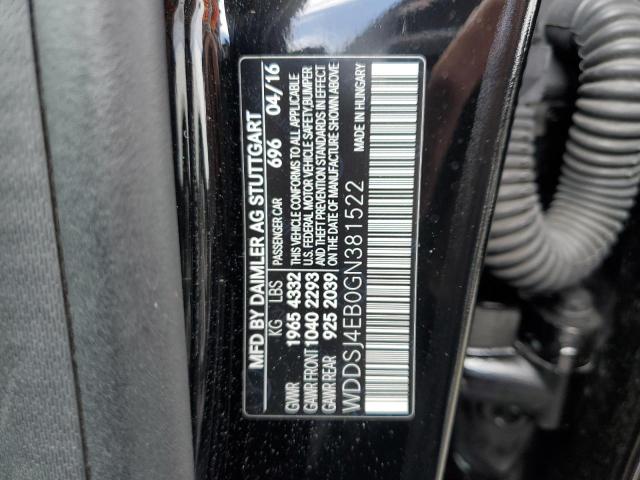 MFD BY DAIMLER AG STUTTGART
PASSENGER CAR 696 04/16
KG LBS
GVWR 1965 4332
GAWR FRONT 1040 2293
GAWR REAR 925 2039
THIS VEHICLE CONFORMS TO ALL APPLICABLE
U.S. FEDERAL MOTOR VEHICLE SAFETY,BUMPER
AND THEFT PREVENTION STANDARDS IN EFFECT
ON THE DATE OF MANUFACTURE SHOWN ABOVE
MADE IN HUNGARY
WDDSJ4EB0GN381522